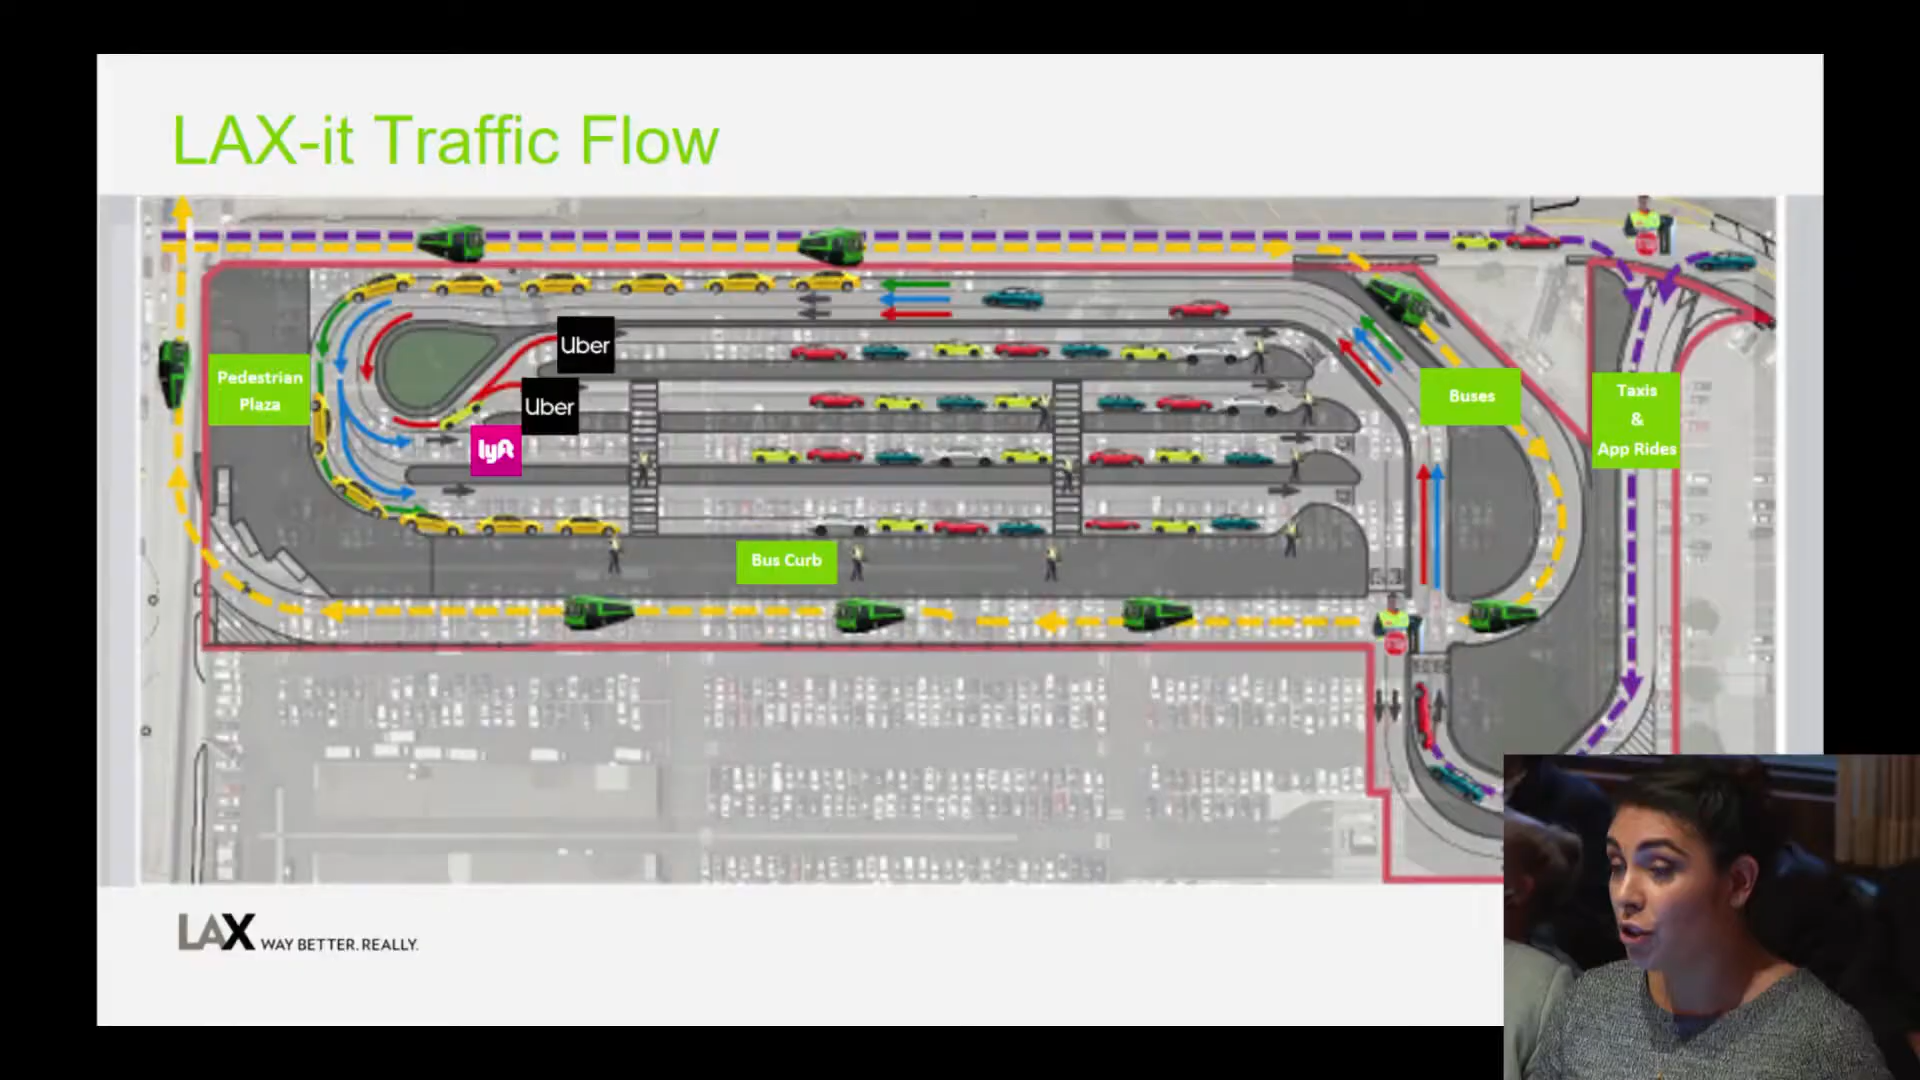 LAX-it Traffic Flow
Uber
Pedestrian
Plaza
Uber
lyft
Buses
Taxis
&
App Rides
Bus Curb
LAX WAY BETTER. REALLY.